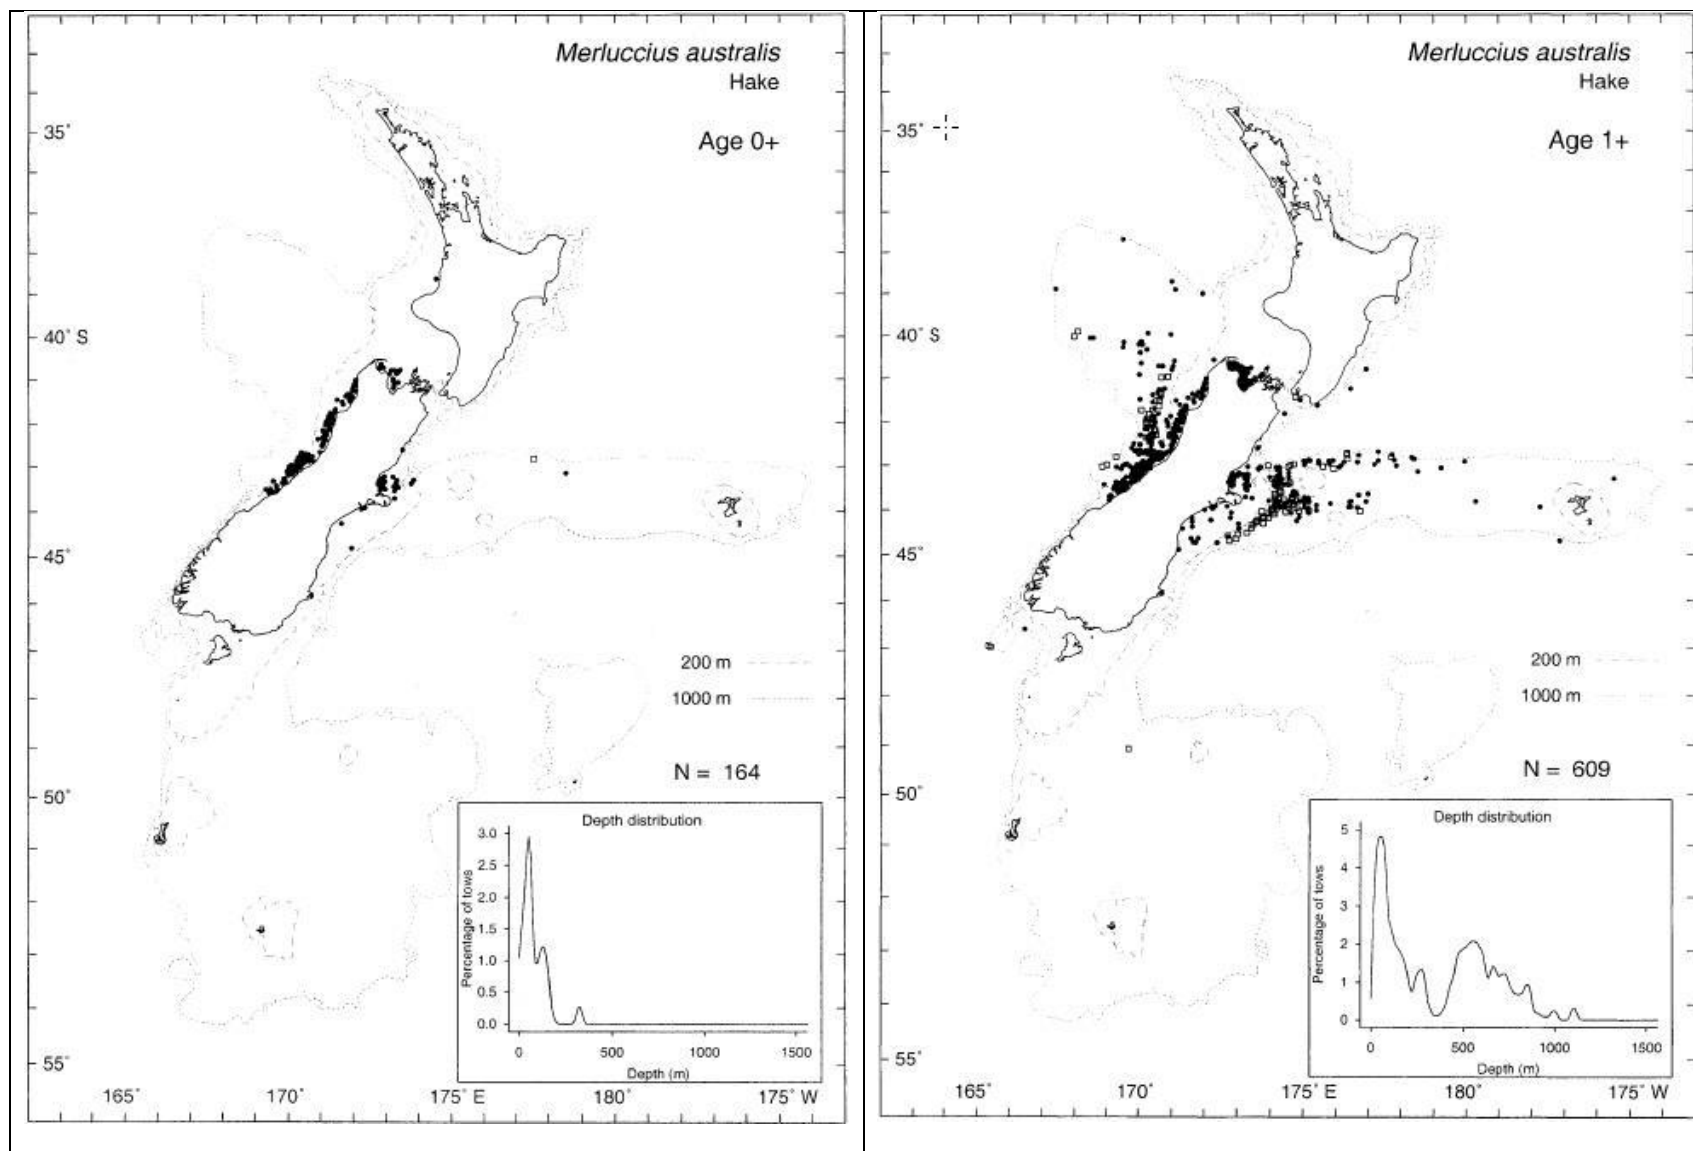 Merluccius australis
Hake
Age 0+
35°
40° S
45°
50°
55°
200 m
1000 m
N = 164
Depth distribution
Percentage of tows
3.0
2.5
2.0
1.5
1.0
0.5
0.0
0 500 1000 1500
Depth (m)
165° 170° 175° E 180° 175° W
Merluccius australis
Hake
Age 1+
35°
40° S
45°
50°
55°
200 m
1000 m
N = 609
Depth distribution
Percentage of tows
5
4
3
2
1
0
0 500 1000 1500
Depth (m)
165° 170° 175° E 180° 175° W